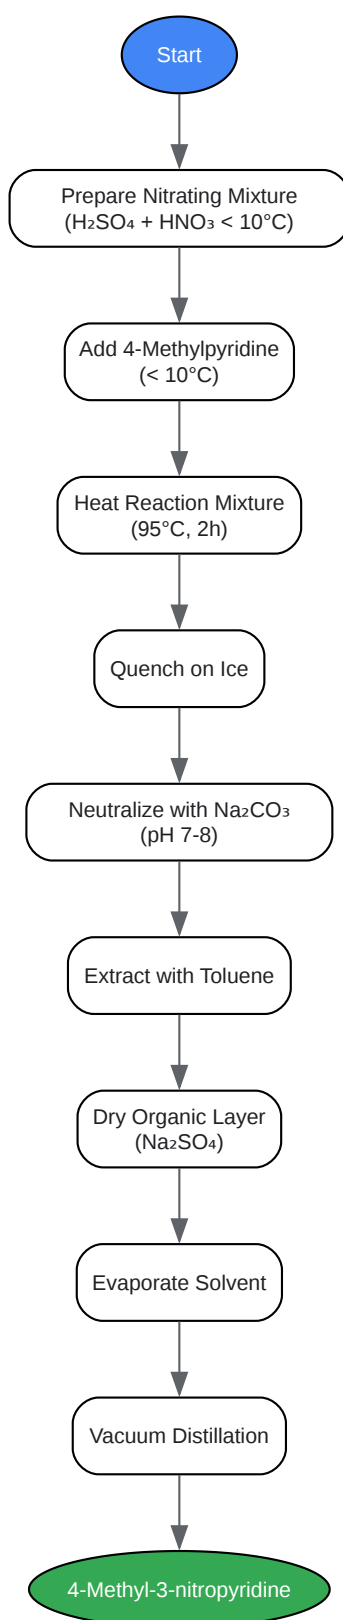 Start
Prepare Nitrating Mixture
(H₂SO₄ + HNO₃ < 10°C)
Add 4-Methylpyridine
(< 10°C)
Heat Reaction Mixture
(95°C, 2h)
Quench on Ice
Neutralize with Na₂CO₃
(pH 7-8)
Extract with Toluene
Dry Organic Layer
(Na₂SO₄)
Evaporate Solvent
Vacuum Distillation
4-Methyl-3-nitropyridine